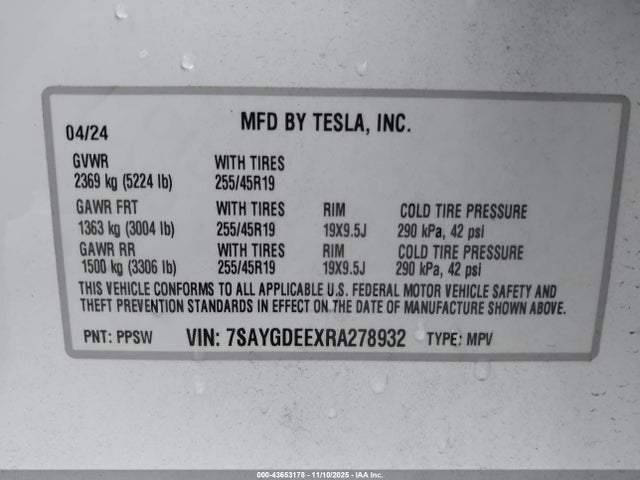 04/24 MFD BY TESLA, INC.
GVWR WITH TIRES
2369 kg (5224 lb) 255/45R19
GAWR FRT WITH TIRES RIM COLD TIRE PRESSURE
1363 kg (3004 lb) 255/45R19 19X9.5J 290 kPa, 42 psi
GAWR RR WITH TIRES RIM COLD TIRE PRESSURE
1500 kg (3306 lb) 255/45R19 19X9.5J 290 kPa, 42 psi
THIS VEHICLE CONFORMS TO ALL APPLICABLE U.S. FEDERAL MOTOR VEHICLE SAFETY AND
THEFT PREVENTION STANDARDS IN EFFECT ON THE DATE OF MANUFACTURE SHOWN ABOVE.
PNT: PPSW VIN: 7SAYGDEEXRA278932 TYPE: MPV
000-43653178 - 11/10/2025 - IAA Inc.